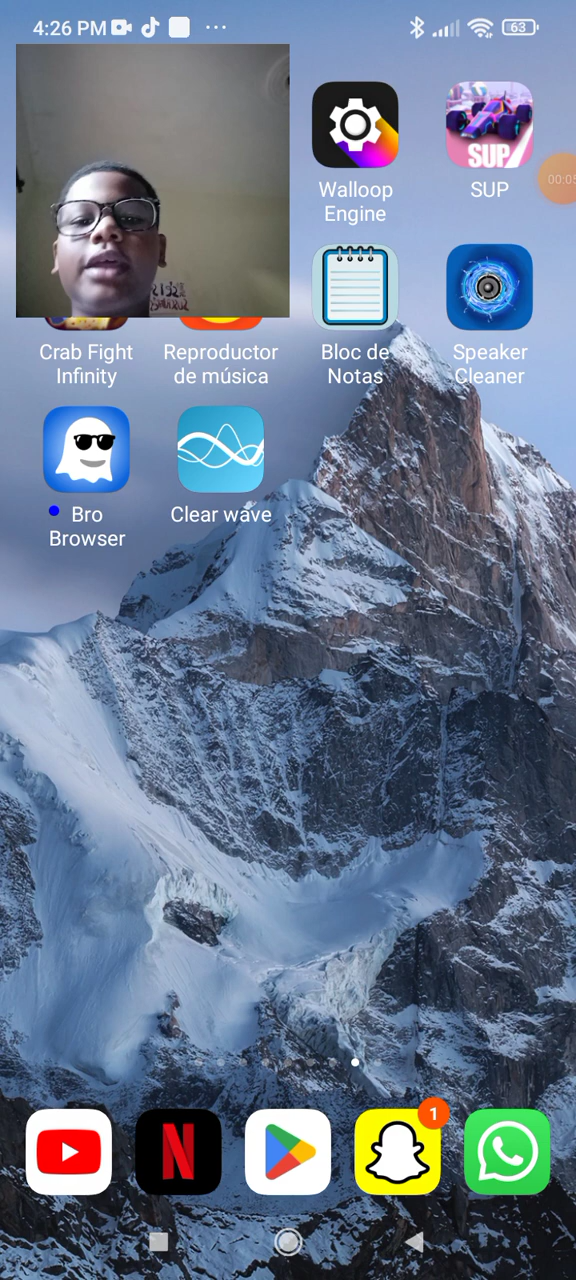 4:26 PM
63
00:05
Walloop
Engine
SUP
SUP
Crab Fight
Infinity
Reproductor
de música
Bloc de
Notas
Speaker
Cleaner
Bro
Browser
Clear wave
1